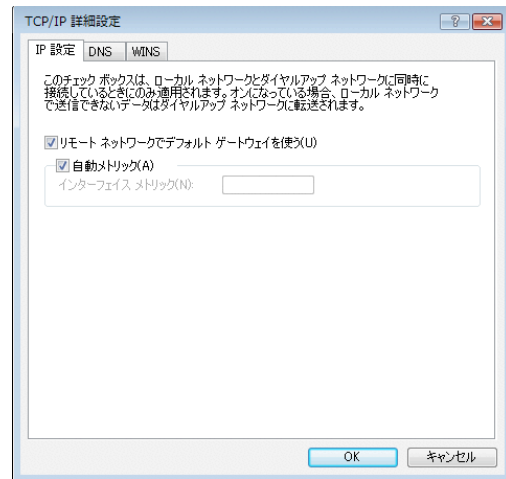 TCP/IP 詳細設定
IP 設定 DNS WINS
このチェック ボックスは、ローカル ネットワークとダイヤルアップ ネットワークに同時に
接続しているときにのみ適用されます。オンになっている場合、ローカル ネットワーク
で送信できないデータはダイヤルアップ ネットワークに転送されます。
リモート ネットワークでデフォルト ゲートウェイを使う(U)
自動メトリック(A)
インターフェイス メトリック(N):
OK キャンセル